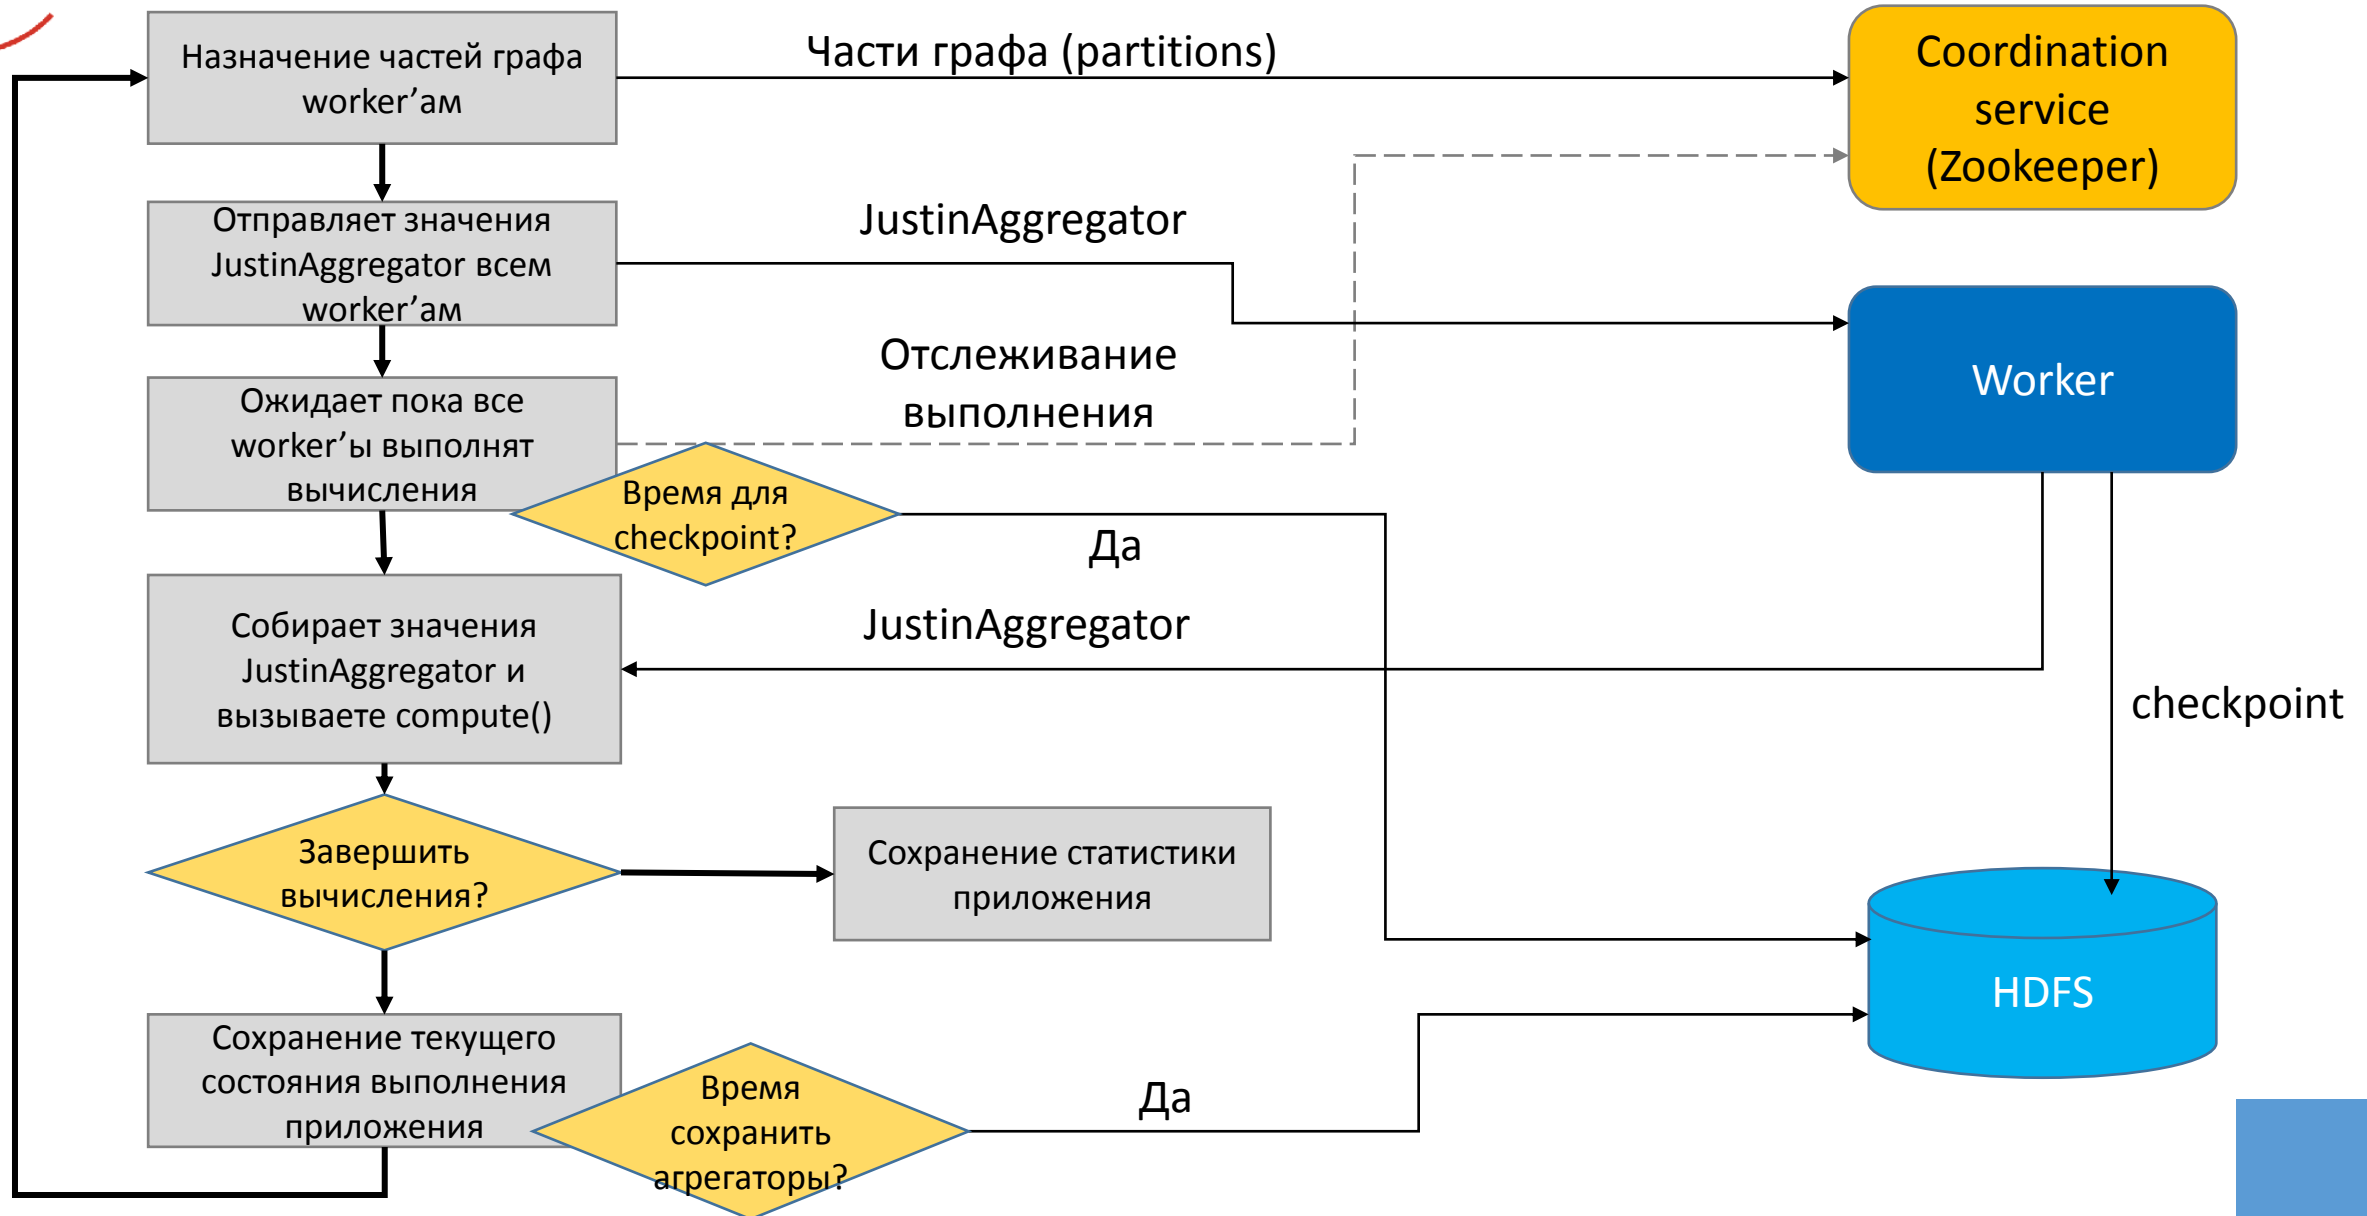 Назначение частей графа
worker’ам
Части графа (partitions)
Coordination
service
(Zookeeper)
Отправляет значения
JustinAggregator всем
worker’ам
JustinAggregator
Отслеживание
выполнения
Worker
Ожидает пока все
worker’ы выполнят
вычисления
Время для
checkpoint?
Да
Собирает значения
JustinAggregator и
вызываете compute()
JustinAggregator
checkpoint
Завершить
вычисления?
Сохранение статистики
приложения
HDFS
Сохранение текущего
состояния выполнения
приложения
Время
сохранить
агрегаторы?
Да